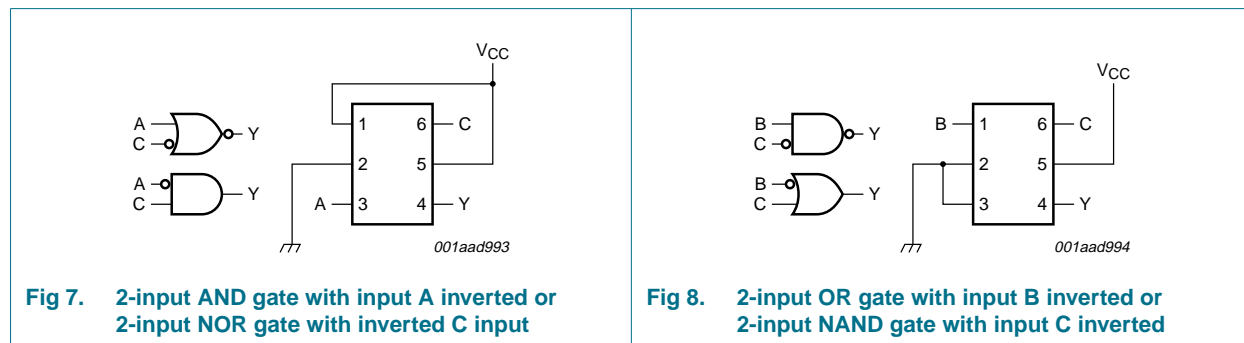 VCC
A
C
Y
A
C
Y
1 6 C
2 5
A 3 4 Y
001aad993
Fig 7. 2-input AND gate with input A inverted or
2-input NOR gate with inverted C input
VCC
B
C
Y
B
C
Y
B 1 6 C
2 5
3 4 Y
001aad994
Fig 8. 2-input OR gate with input B inverted or
2-input NAND gate with input C inverted